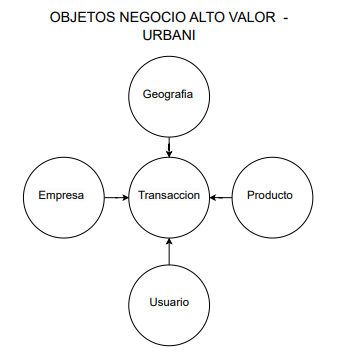 OBJETOS NEGOCIO ALTO VALOR -
URBANI
Geografia
Empresa
Transaccion
Producto
Usuario